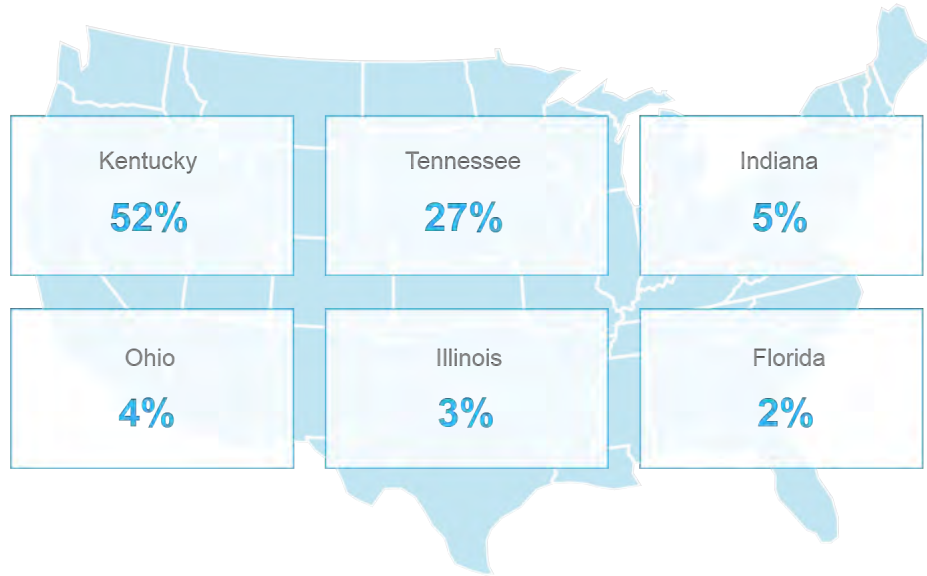 Kentucky
52%
Tennessee
27%
Indiana
5%
Ohio
4%
Illinois
3%
Florida
2%